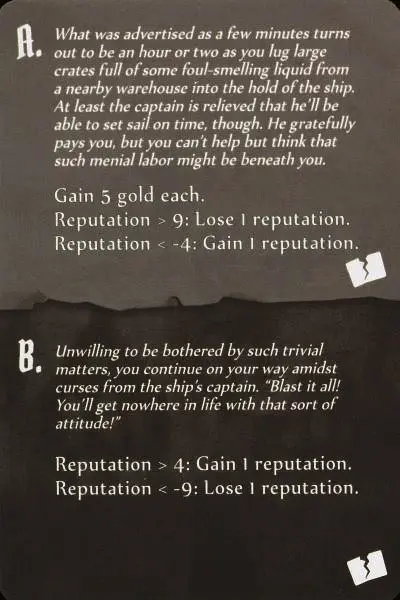 A.
What was advertised as a few minutes turns
out to be an hour or two as you lug large
crates full of some foul-smelling liquid from
a nearby warehouse into the hold of the ship.
At least the captain is relieved that he'll be
able to set sail on time, though. He gratefully
pays you, but you can't help but think that
such menial labor might be beneath you.
Gain 5 gold each.
Reputation > 9: Lose 1 reputation.
Reputation < -4: Gain 1 reputation.
B.
Unwilling to be bothered by such trivial
matters, you continue on your way amidst
curses from the ship's captain. "Blast it all!
You'll get nowhere in life with that sort of
attitude!"
Reputation > 4: Gain 1 reputation.
Reputation < -9: Lose 1 reputation.